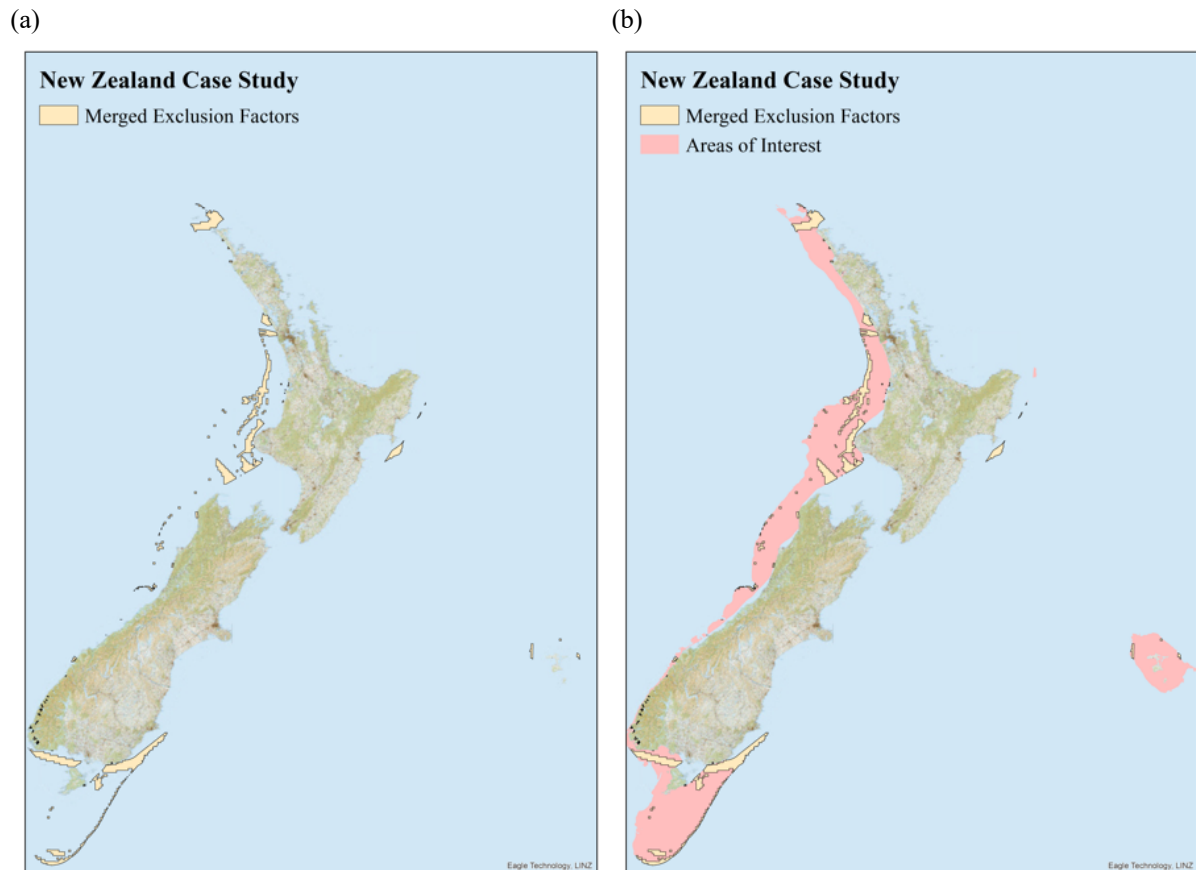 (a)
New Zealand Case Study
Merged Exclusion Factors
Eagle Technology, LINZ
(b)
New Zealand Case Study
Merged Exclusion Factors
Areas of Interest
Eagle Technology, LINZ